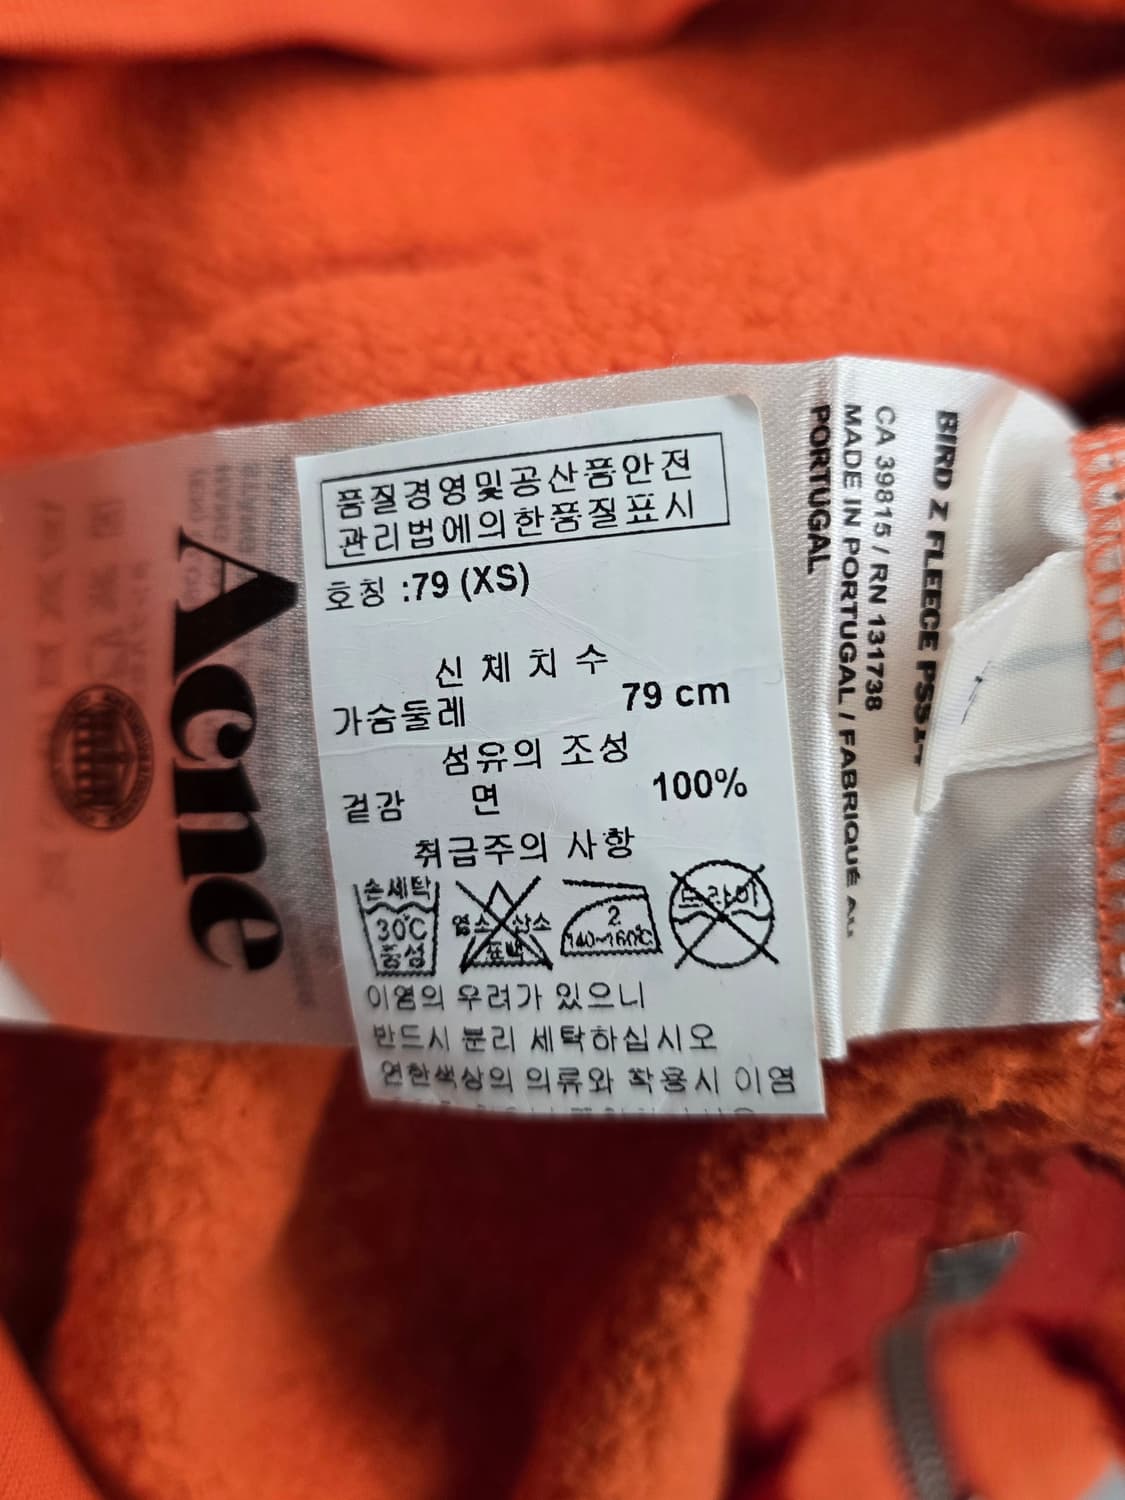 품질경영및공산품안전
관리법에의한품질표시
호칭 :79 (XS)
신 체 치 수
가슴둘레 79 cm
섬유의 조성
겉감 면 100%
취급주의 사항
손세탁
30℃
중성
염소 산소
표백
2
140~160℃
드라이
이염의 우려가 있으니
반드시 분리 세탁하십시오
연한색상의 의류와 착용시 이염
Acne
BIRD Z FLEECE
CA 39815 / RN 131738
MADE IN PORTUGAL / FABRIQUÉ AU
PORTUGAL